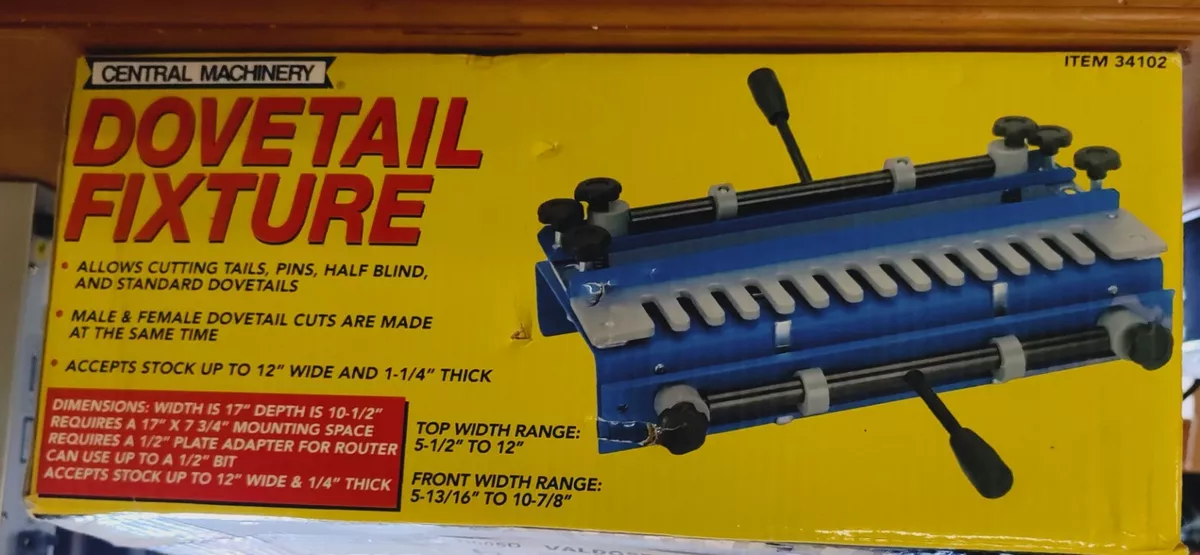 CENTRAL MACHINERY
ITEM 34102
DOVETAIL
FIXTURE
• ALLOWS CUTTING TAILS, PINS, HALF BLIND,
AND STANDARD DOVETAILS
• MALE & FEMALE DOVETAIL CUTS ARE MADE
AT THE SAME TIME
• ACCEPTS STOCK UP TO 12" WIDE AND 1-1/4" THICK
DIMENSIONS: WIDTH IS 17" DEPTH IS 10-1/2"
REQUIRES A 17" X 7 3/4" MOUNTING SPACE
REQUIRES A 1/2" PLATE ADAPTER FOR ROUTER
CAN USE UP TO A 1/2" BIT
ACCEPTS STOCK UP TO 12" WIDE & 1/4" THICK
TOP WIDTH RANGE:
5-1/2" TO 12"
FRONT WIDTH RANGE:
5-13/16" TO 10-7/8"